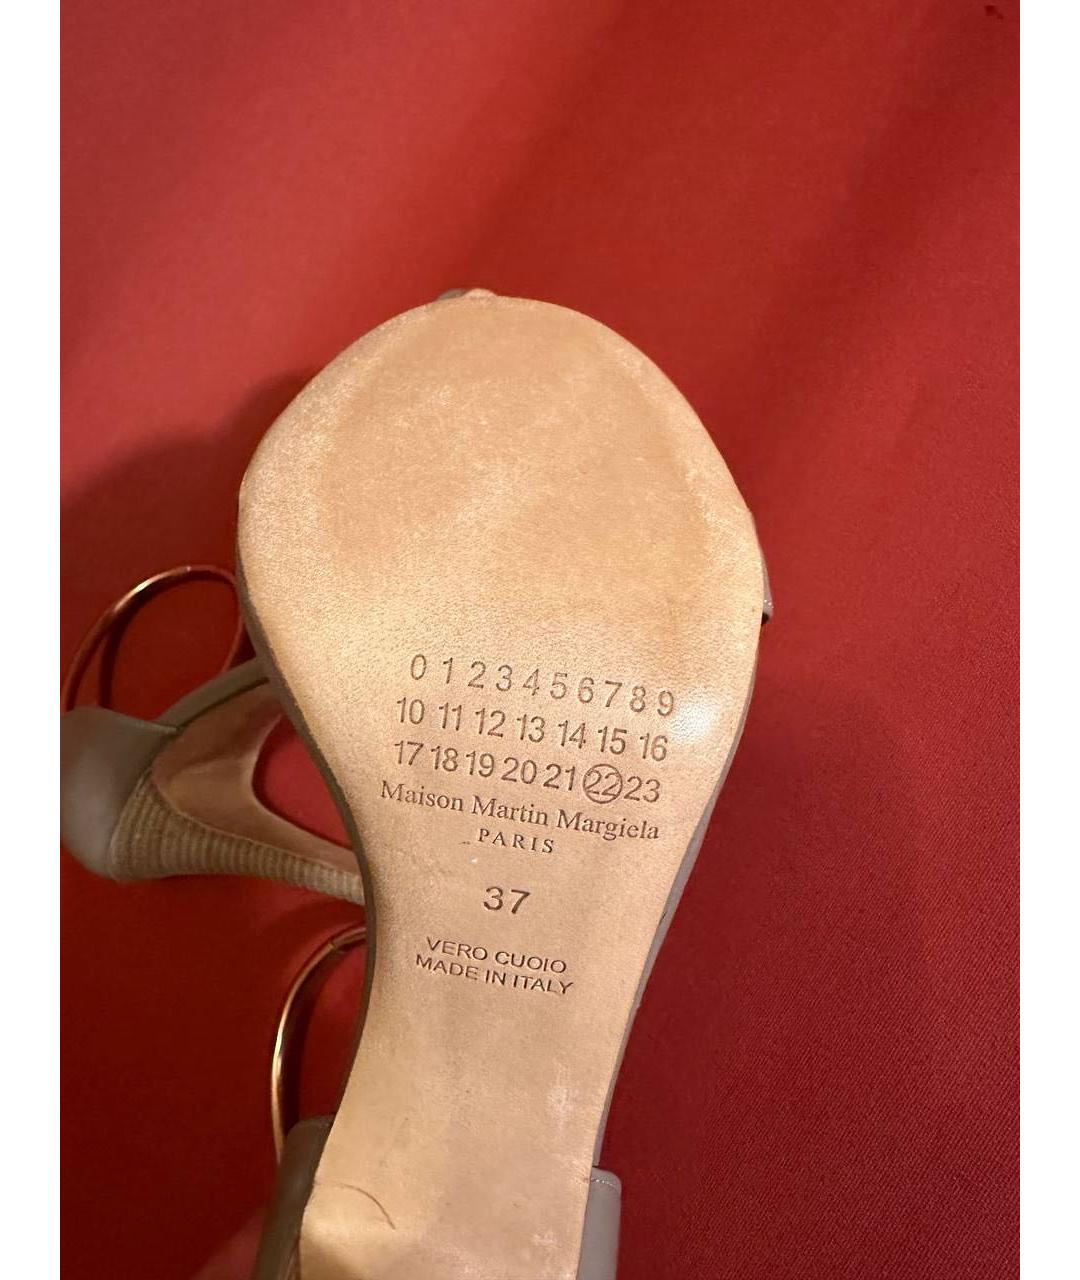 0 1 2 3 4 5 6 7 8 9
10 11 12 13 14 15 16
17 18 19 20 21 22 23
Maison Martin Margiela
PARIS
37
VERO CUOIO
MADE IN ITALY